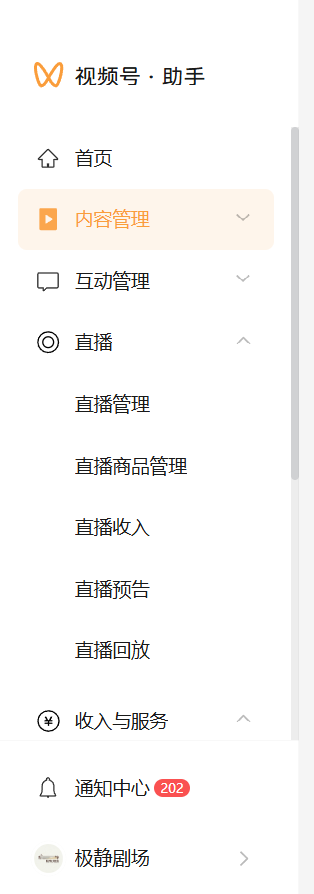 视频号 · 助手
首页
内容管理
互动管理
直播
直播管理
直播商品管理
直播收入
直播预告
直播回放
收入与服务
通知中心 202
极静剧场